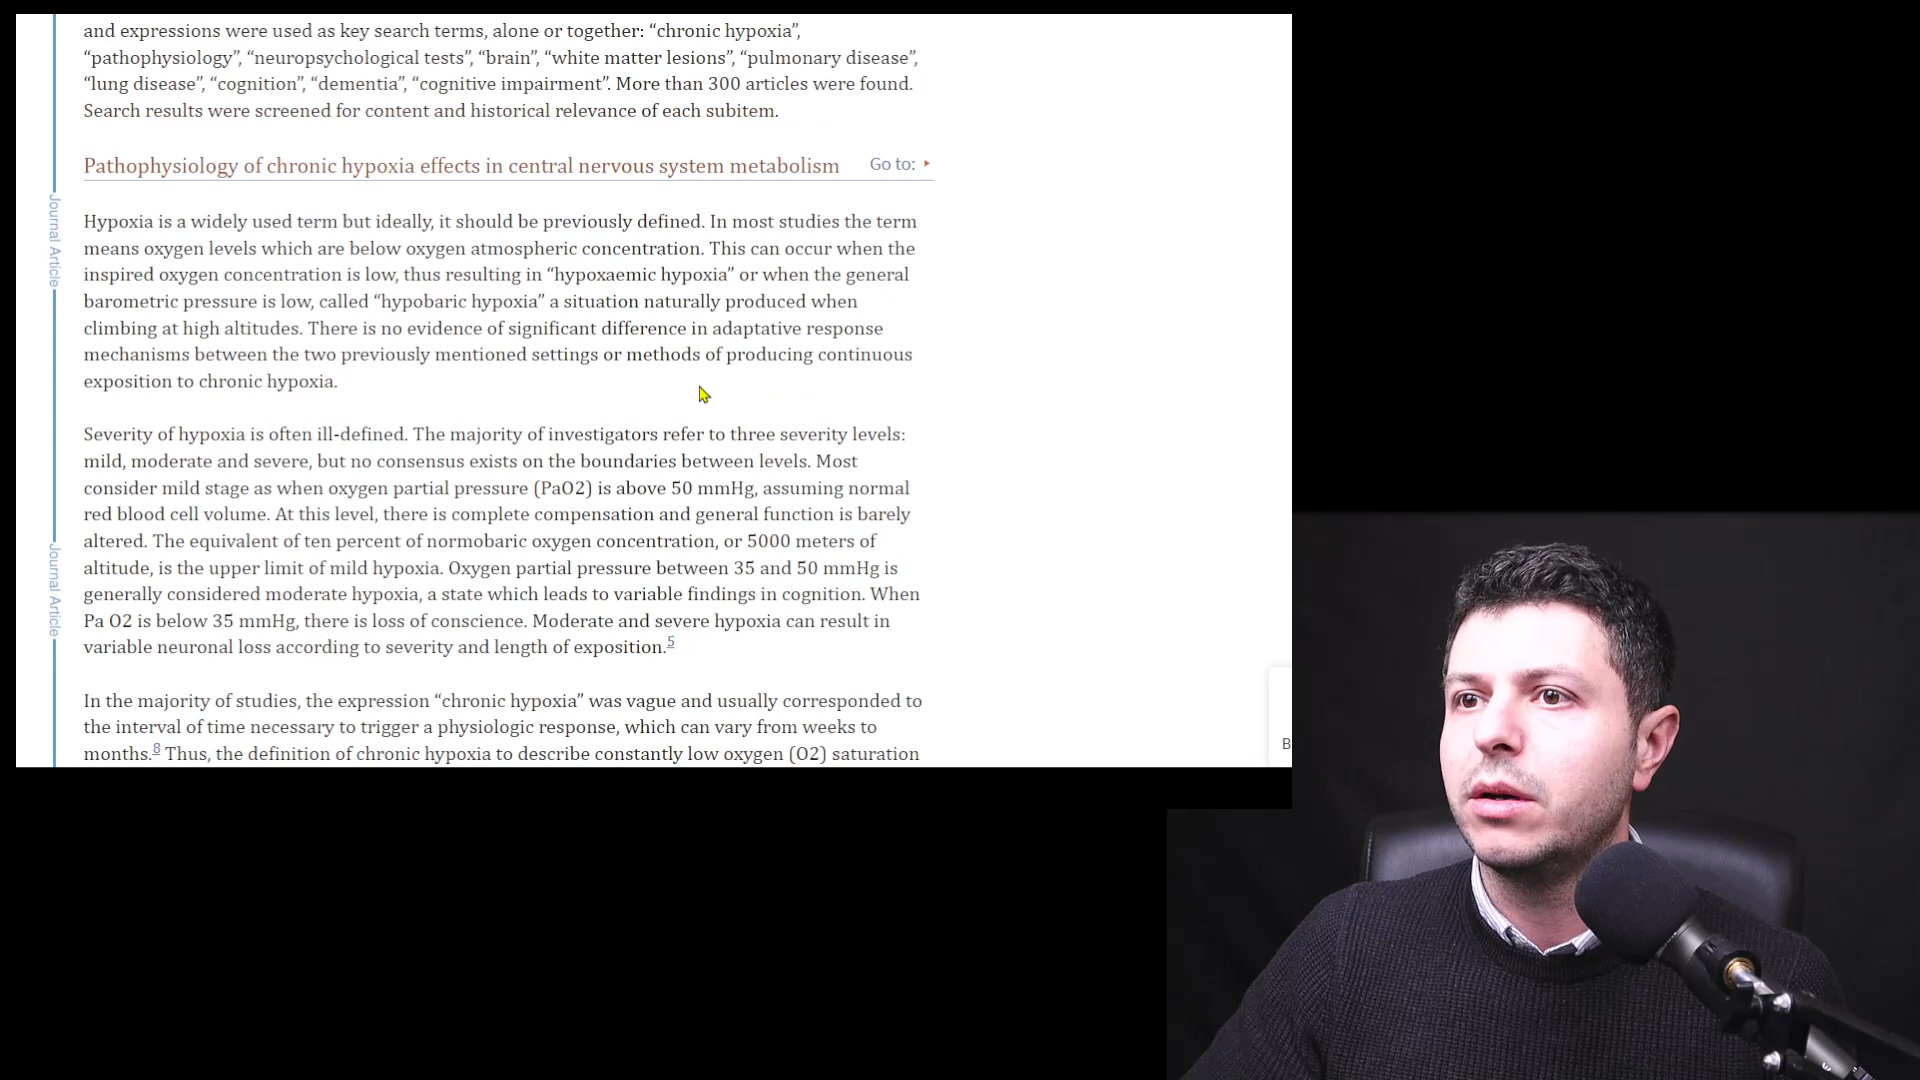 and expressions were used as key search terms, alone or together: “chronic hypoxia”,
“pathophysiology”, “neuropsychological tests”, “brain”, “white matter lesions”, “pulmonary disease”,
“lung disease”, “cognition”, “dementia”, “cognitive impairment”. More than 300 articles were found.
Search results were screened for content and historical relevance of each subitem.
Pathophysiology of chronic hypoxia effects in central nervous system metabolism
Go to:
Hypoxia is a widely used term but ideally, it should be previously defined. In most studies the term
means oxygen levels which are below oxygen atmospheric concentration. This can occur when the
inspired oxygen concentration is low, thus resulting in “hypoxaemic hypoxia” or when the general
barometric pressure is low, called “hypobaric hypoxia” a situation naturally produced when
climbing at high altitudes. There is no evidence of significant difference in adaptative response
mechanisms between the two previously mentioned settings or methods of producing continuous
exposition to chronic hypoxia.
Severity of hypoxia is often ill-defined. The majority of investigators refer to three severity levels:
mild, moderate and severe, but no consensus exists on the boundaries between levels. Most
consider mild stage as when oxygen partial pressure (PaO2) is above 50 mmHg, assuming normal
red blood cell volume. At this level, there is complete compensation and general function is barely
altered. The equivalent of ten percent of normobaric oxygen concentration, or 5000 meters of
altitude, is the upper limit of mild hypoxia. Oxygen partial pressure between 35 and 50 mmHg is
generally considered moderate hypoxia, a state which leads to variable findings in cognition. When
Pa O2 is below 35 mmHg, there is loss of conscience. Moderate and severe hypoxia can result in
variable neuronal loss according to severity and length of exposition.5
In the majority of studies, the expression “chronic hypoxia” was vague and usually corresponded to
the interval of time necessary to trigger a physiologic response, which can vary from weeks to
months.8 Thus, the definition of chronic hypoxia to describe constantly low oxygen (O2) saturation
Journal Article
Journal Article
B